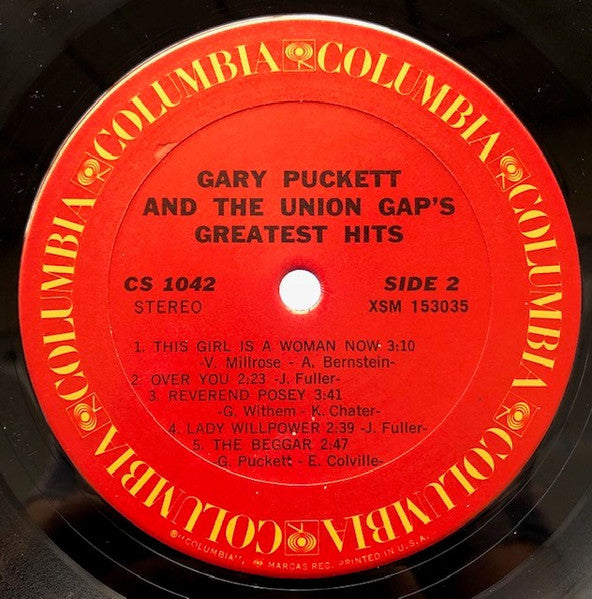 COLUMBIA COLUMBIA COLUMBIA COLUMBIA COLUMBIA COLUMBIA
GARY PUCKETT
AND THE UNION GAP'S
GREATEST HITS
CS 1042
STEREO
SIDE 2
XSM 153035
1. THIS GIRL IS A WOMAN NOW 3:10
-V. Millrose - A. Bernstein-
2. OVER YOU 2:23 -J. Fuller-
3. REVEREND POSEY 3:41
-G. Withem - K. Chater-
4. LADY WILLPOWER 2:39 -J. Fuller-
5. THE BEGGAR 2:47
-G. Puckett - E. Colville-
®"COLUMBIA", MARCAS REG. PRINTED IN U.S.A.